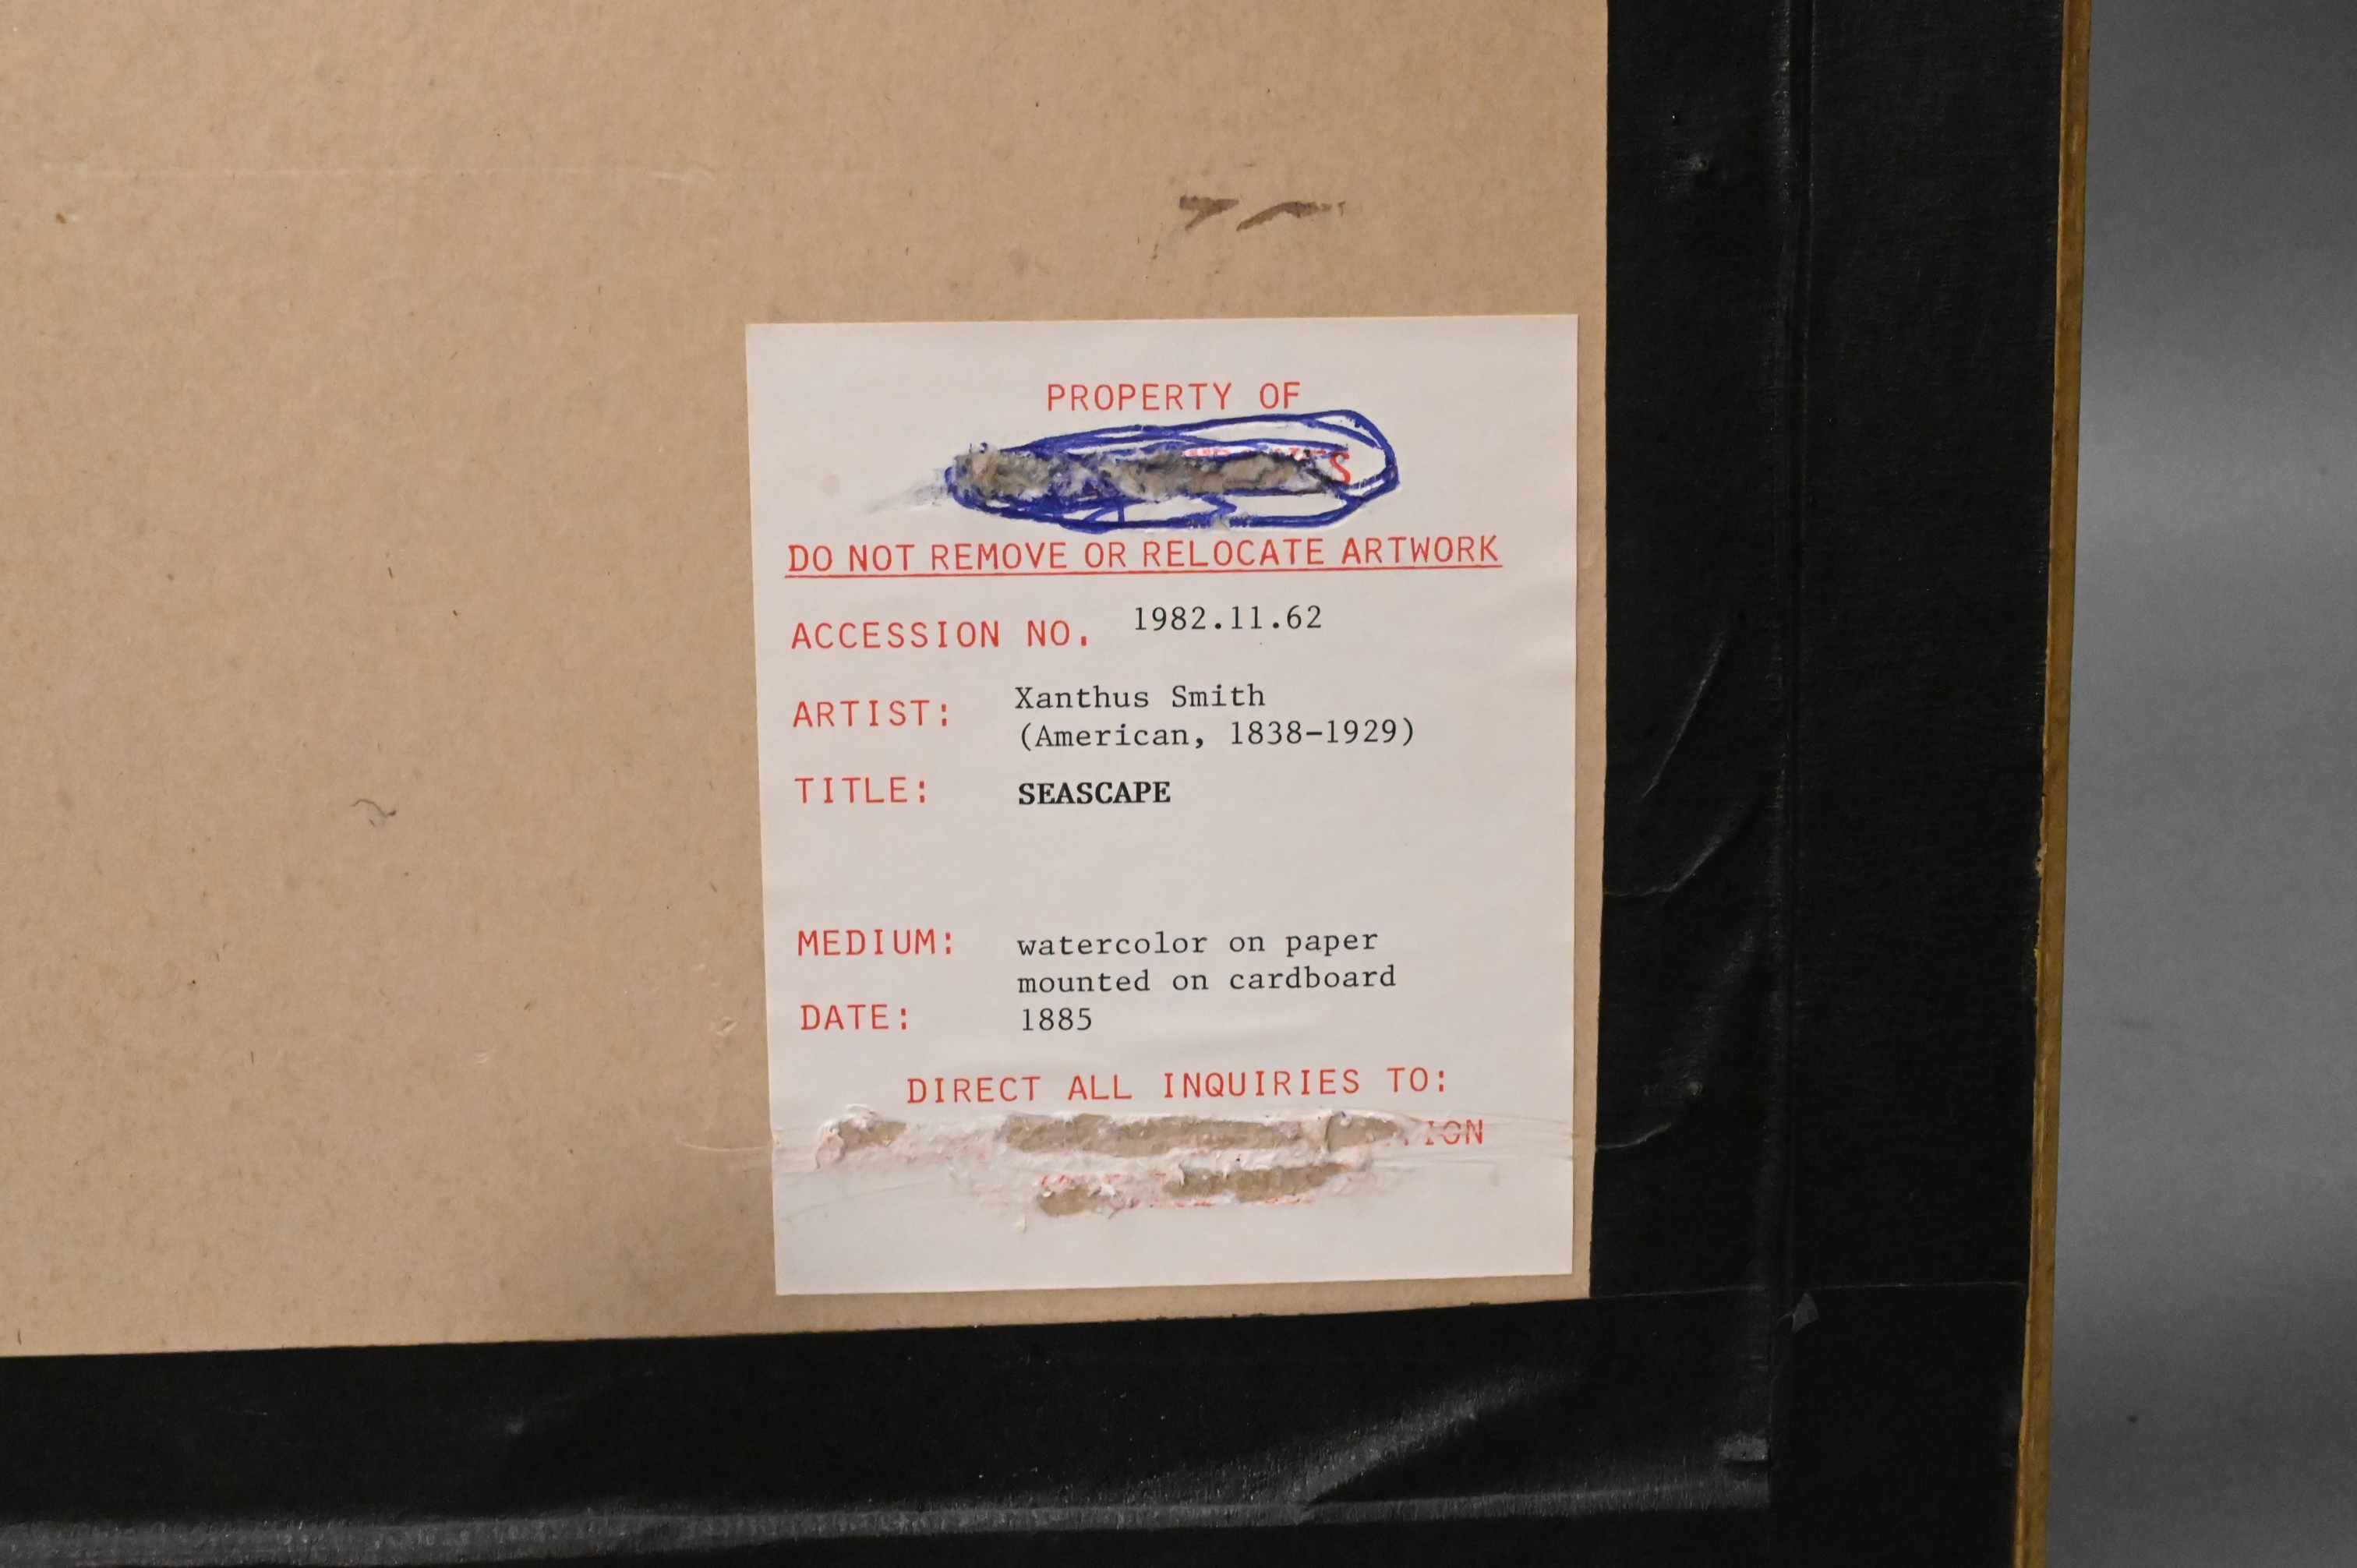 PROPERTY OF
DO NOT REMOVE OR RELOCATE ARTWORK
ACCESSION NO. 1982.11.62
ARTIST: Xanthus Smith
(American, 1838-1929)
TITLE: SEASCAPE
MEDIUM: watercolor on paper
mounted on cardboard
DATE: 1885
DIRECT ALL INQUIRIES TO: